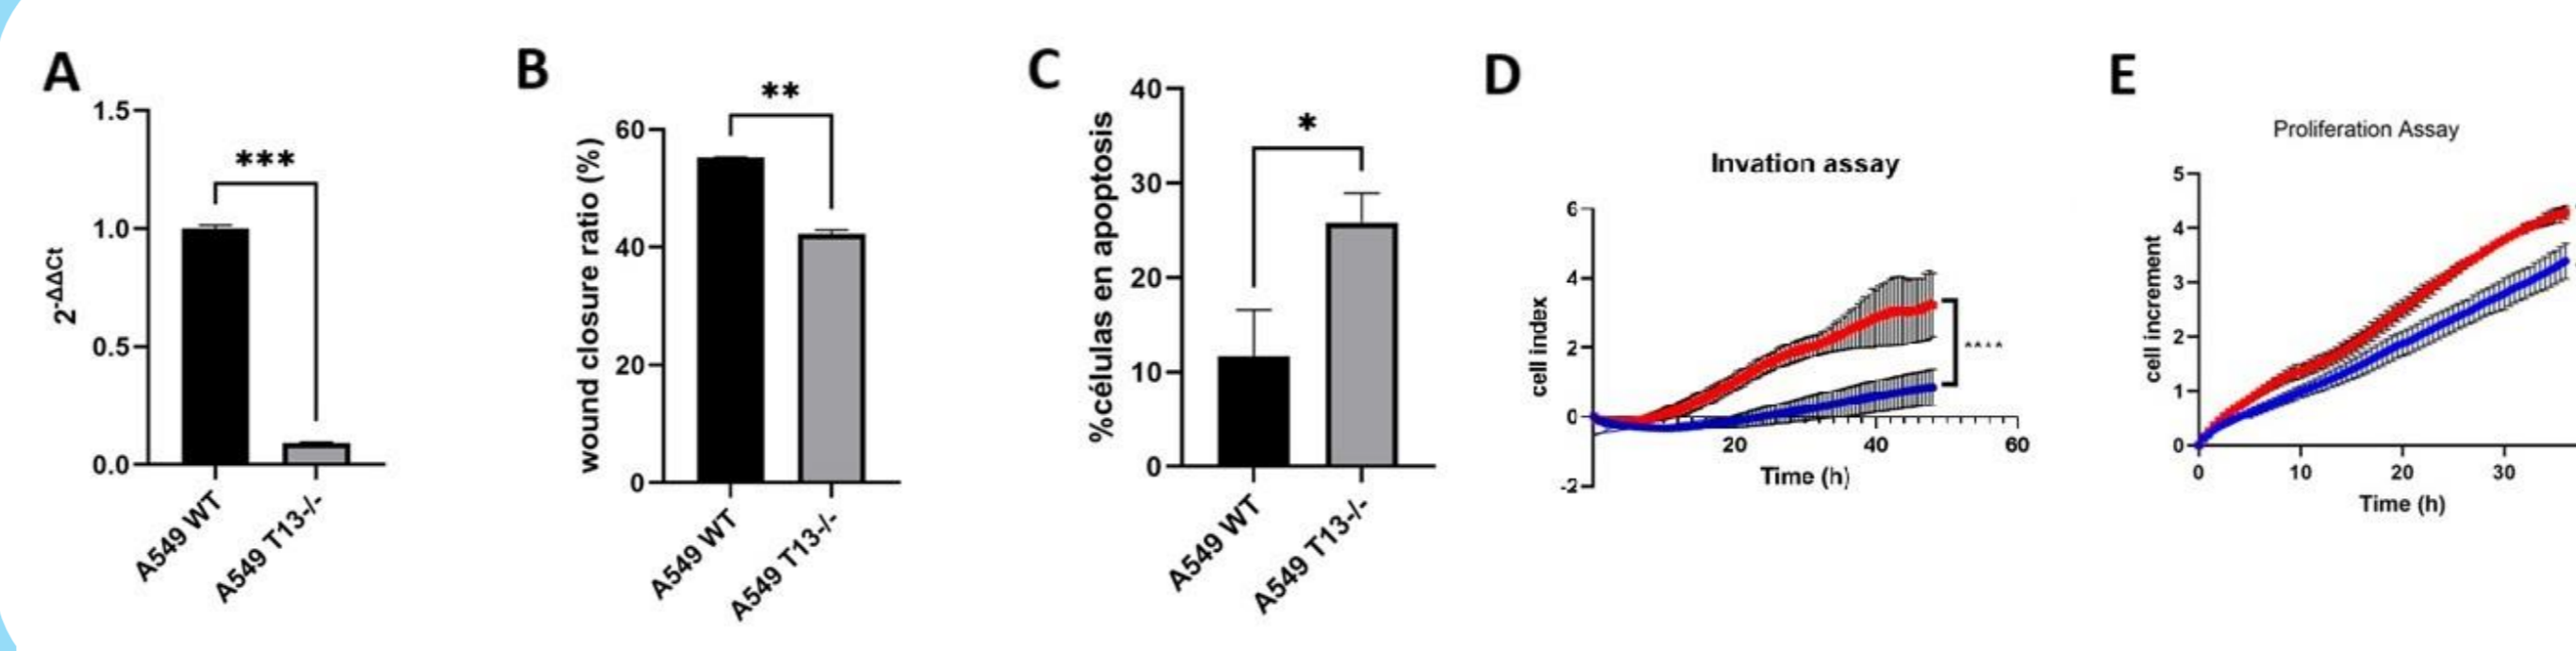 A
1.5
1.0
0.5
0.0
2^-ΔΔCt
***
A549 WT
A549 T13-/-
B
60
40
20
0
wound closure ratio (%)
**
A549 WT
A549 T13-/-
C
40
30
20
10
0
%células en apoptosis
*
A549 WT
A549 T13-/-
D
Invation assay
6
4
2
0
-2
cell index
20
40
60
Time (h)
****
E
Proliferation Assay
5
4
3
2
1
0
cell increment
0
10
20
30
Time (h)